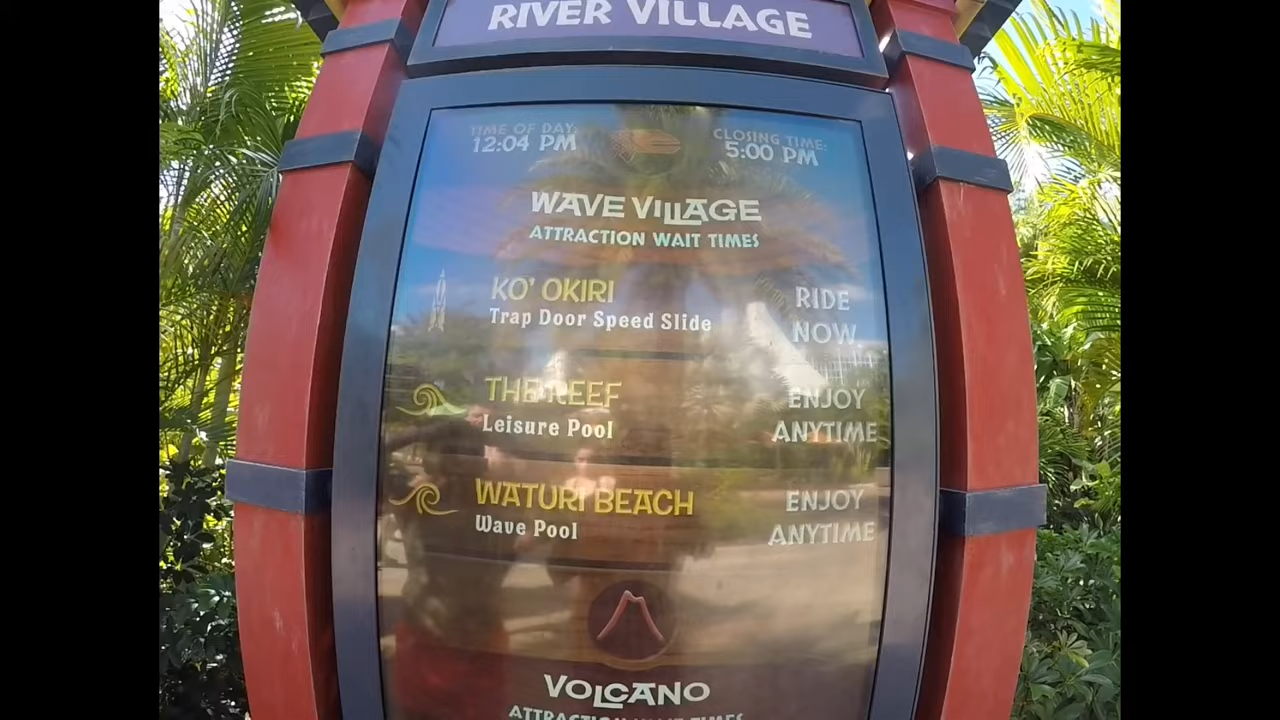 RIVER VILLAGE
TIME OF DAY:
12:04 PM
CLOSING TIME:
5:00 PM
WAVE VILLAGE
ATTRACTION WAIT TIMES
KO' OKIRI
Trap Door Speed Slide
RIDE
NOW
THE REEF
Leisure Pool
ENJOY
ANYTIME
WATURI BEACH
Wave Pool
ENJOY
ANYTIME
VOLCANO
ATTRACTION WAIT TIMES